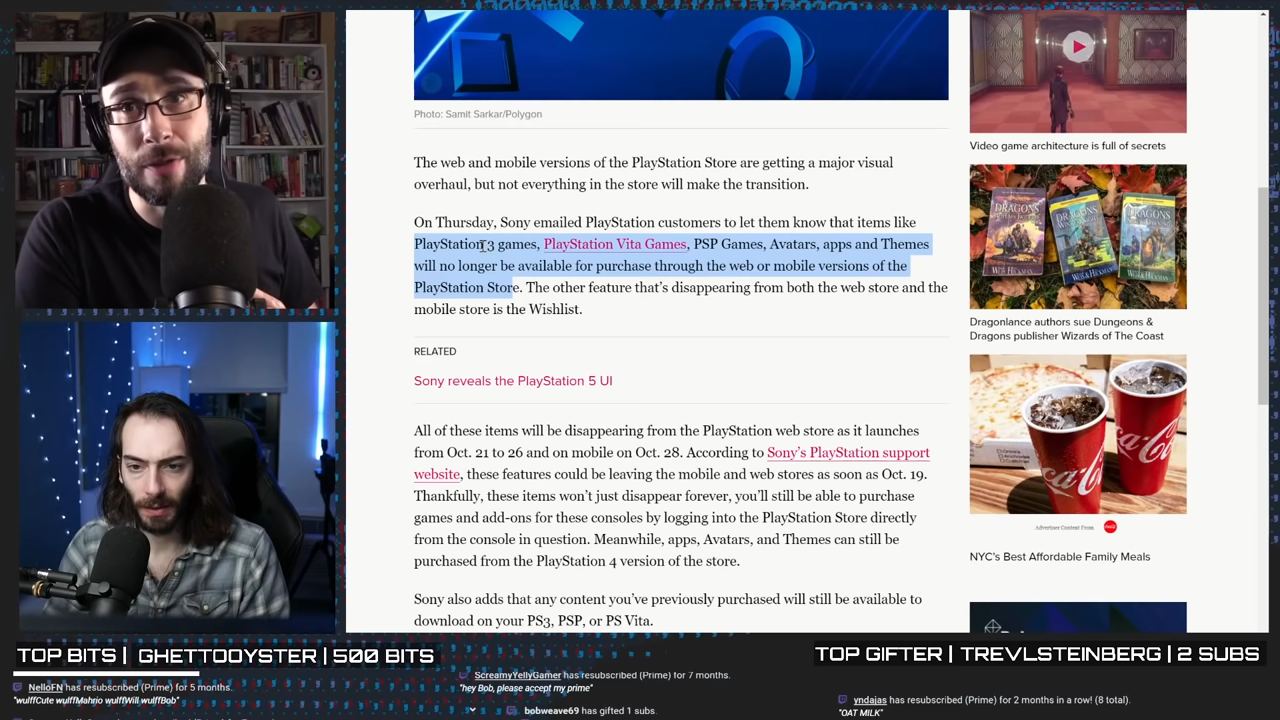 Photo: Samit Sarkar/Polygon
The web and mobile versions of the PlayStation Store are getting a major visual
overhaul, but not everything in the store will make the transition.
On Thursday, Sony emailed PlayStation customers to let them know that items like
PlayStation 3 games, PlayStation Vita Games, PSP Games, Avatars, apps and Themes
will no longer be available for purchase through the web or mobile versions of the
PlayStation Store. The other feature that's disappearing from both the web store and the
mobile store is the Wishlist.
RELATED
Sony reveals the PlayStation 5 UI
All of these items will be disappearing from the PlayStation web store as it launches
from Oct. 21 to 26 and on mobile on Oct. 28. According to Sony's PlayStation support
website, these features could be leaving the mobile and web stores as soon as Oct. 19.
Thankfully, these items won't just disappear forever, you'll still be able to purchase
games and add-ons for these consoles by logging into the PlayStation Store directly
from the console in question. Meanwhile, apps, Avatars, and Themes can still be
purchased from the PlayStation 4 version of the store.
Sony also adds that any content you've previously purchased will still be available to
download on your PS3, PSP, or PS Vita.
Video game architecture is full of secrets
DRAGONS
DRAGONS
DRAGONS
Dragonlance authors sue Dungeons &
Dragons publisher Wizards of The Coast
Coca-Cola
Advertiser Content From
NYC's Best Affordable Family Meals
TOP BITS | GHETTODYSTER | 500 BITS
TOP GIFTER | TREVLSTEINBERG | 2 SUBS
NelloFN has resubscribed (Prime) for 5 months.
"wulffCute wulffMahrio wulffWill wulffBob"
ScreamyYellyGamer has resubscribed (Prime) for 7 months.
"hey Bob, please accept my prime"
bobweave69 has gifted 1 subs.
yndajas has resubscribed (Prime) for 2 months in a row! (8 total).
"OAT MILK"